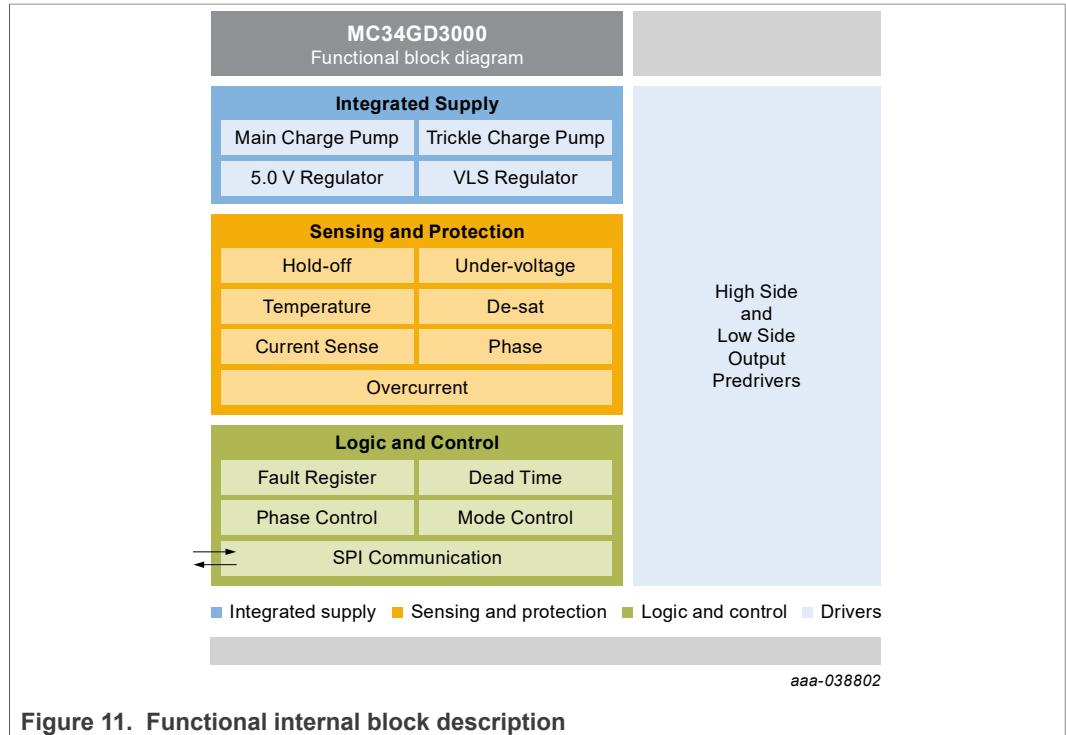 MC34GD3000
Functional block diagram
Integrated Supply
Main Charge Pump
Trickle Charge Pump
5.0 V Regulator
VLS Regulator
Sensing and Protection
Hold-off
Under-voltage
Temperature
De-sat
Current Sense
Phase
Overcurrent
Logic and Control
Fault Register
Dead Time
Phase Control
Mode Control
SPI Communication
High Side
and
Low Side
Output
Predrivers
Integrated supply
Sensing and protection
Logic and control
Drivers
aaa-038802
Figure 11. Functional internal block description